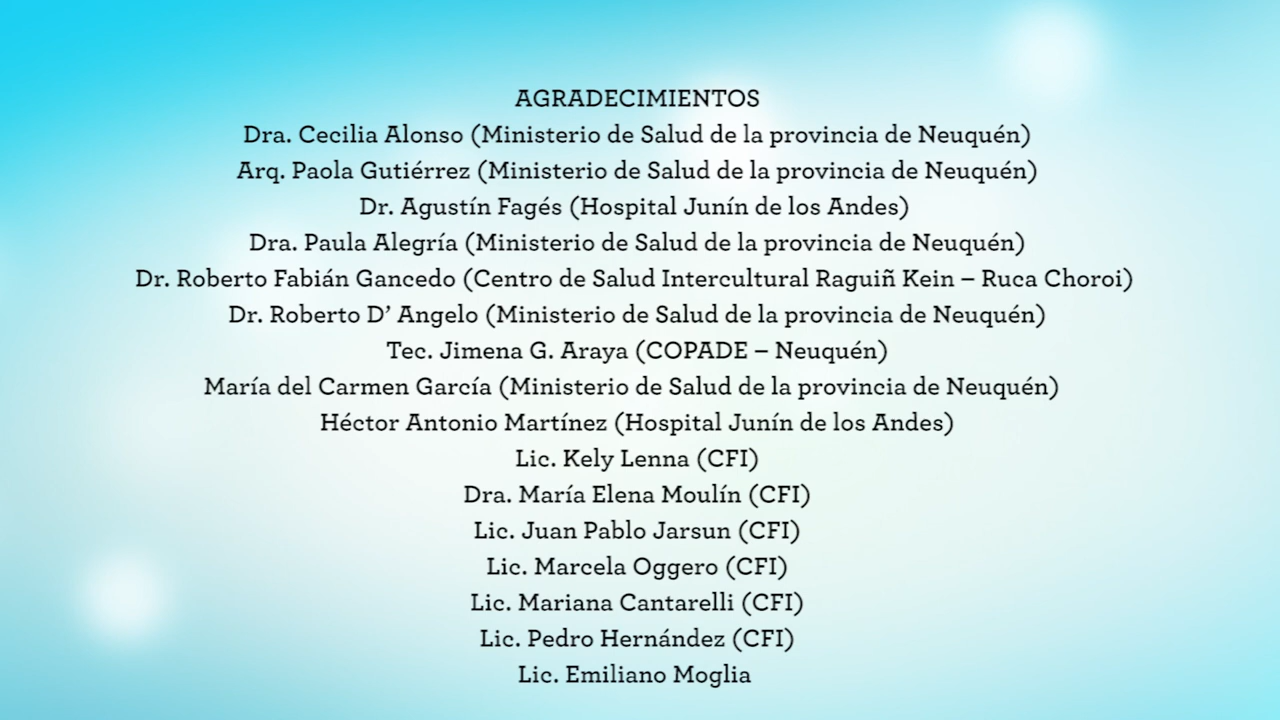 AGRADECIMIENTOS
Dra. Cecilia Alonso (Ministerio de Salud de la provincia de Neuquén)
Arq. Paola Gutiérrez (Ministerio de Salud de la provincia de Neuquén)
Dr. Agustín Fagés (Hospital Junín de los Andes)
Dra. Paula Alegría (Ministerio de Salud de la provincia de Neuquén)
Dr. Roberto Fabián Gancedo (Centro de Salud Intercultural Raguiñ Kein – Ruca Choroi)
Dr. Roberto D’ Angelo (Ministerio de Salud de la provincia de Neuquén)
Tec. Jimena G. Araya (COPADE – Neuquén)
María del Carmen García (Ministerio de Salud de la provincia de Neuquén)
Héctor Antonio Martínez (Hospital Junín de los Andes)
Lic. Kely Lenna (CFI)
Dra. María Elena Moulín (CFI)
Lic. Juan Pablo Jarsun (CFI)
Lic. Marcela Oggero (CFI)
Lic. Mariana Cantarelli (CFI)
Lic. Pedro Hernández (CFI)
Lic. Emiliano Moglia